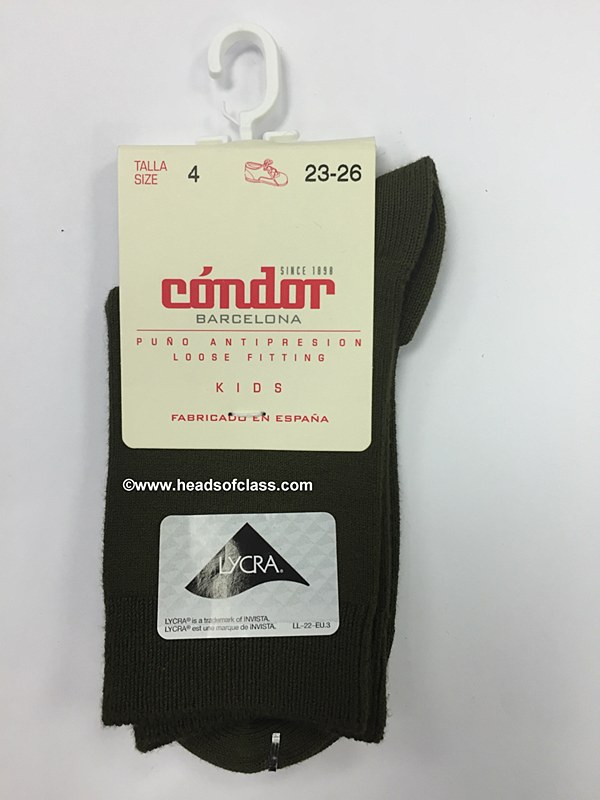 TALLA
SIZE
4
23-26
SINCE 1898
cóndor
BARCELONA
PUÑO ANTIPRESION
LOOSE FITTING
KIDS
FABRICADO EN ESPAÑA
©www.headsofclass.com
LYCRA®
LYCRA® is a trademark of INVISTA.
LYCRA® est une marque de INVISTA.
LL-22-EU.3